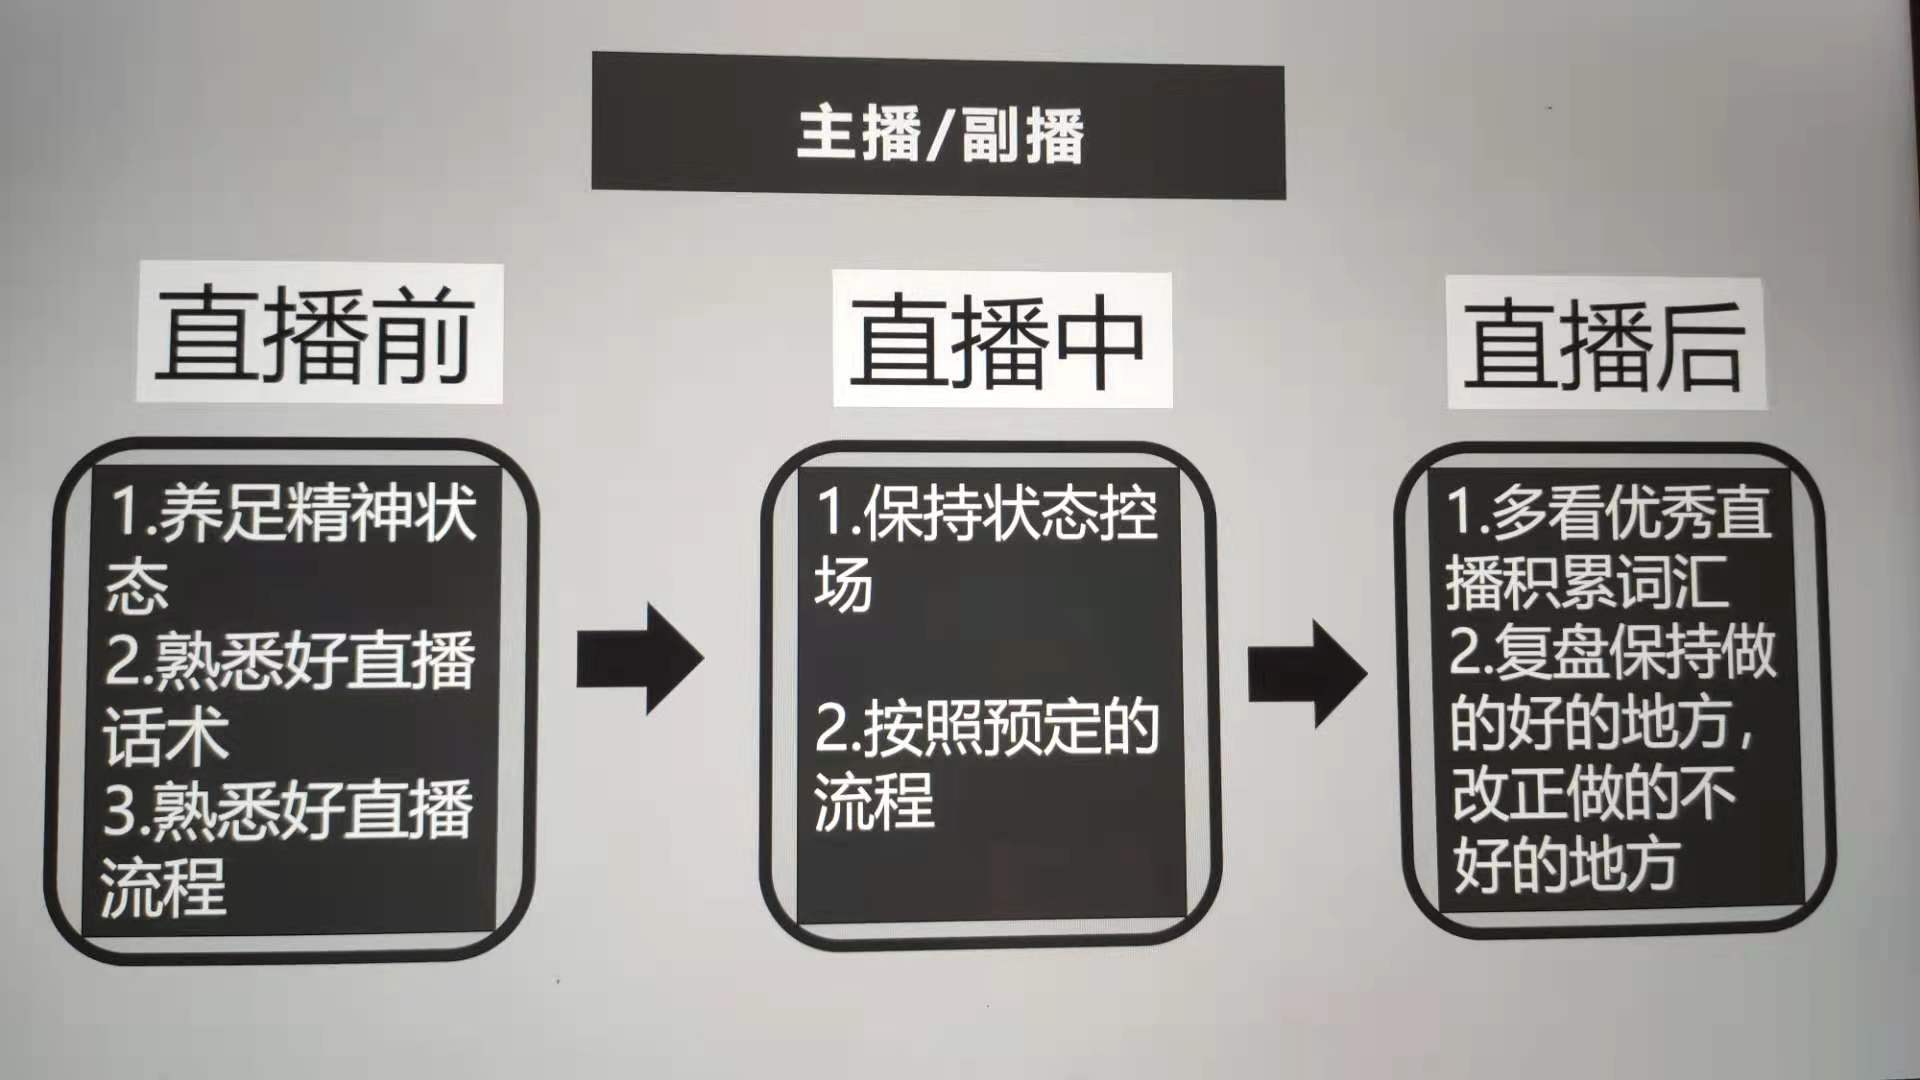 主播/副播
直播前
1.养足精神状
态
2.熟悉好直播
话术
3.熟悉好直播
流程
直播中
1.保持状态控
场
2.按照预定的
流程
直播后
1.多看优秀直
播积累词汇
2.复盘保持做
的好的地方，
改正做的不
好的地方